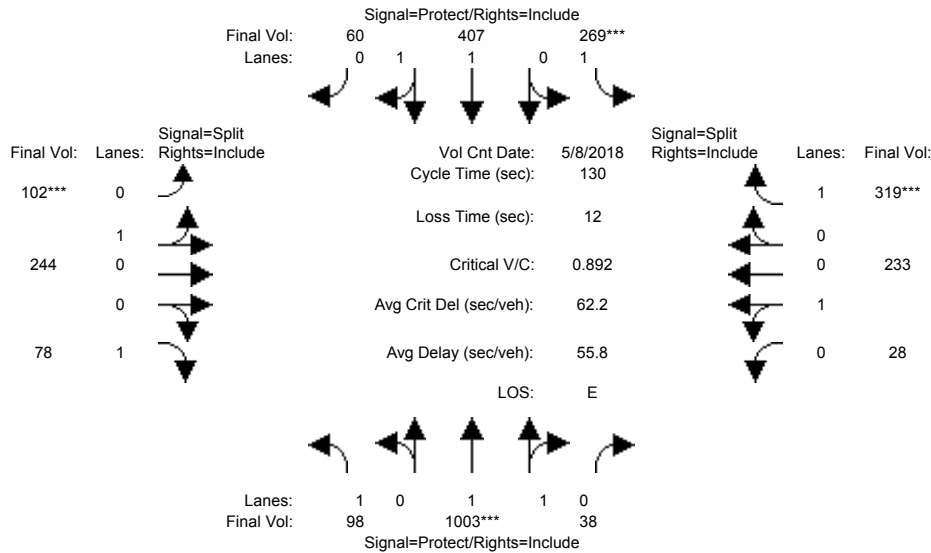 Signal=Protect/Rights=Include
Final Vol: 60 407 269***
Lanes: 0 1 1 0 1
Signal=Split Signal=Split
Final Vol: Lanes: Rights=Include Vol Cnt Date: 5/8/2018 Rights=Include Lanes: Final Vol:
Cycle Time (sec): 130
102*** 0 1 319***
Loss Time (sec): 12
1 0
244 0 Critical V/C: 0.892 0 233
0 Avg Crit Del (sec/veh): 62.2 1
78 1 Avg Delay (sec/veh): 55.8 0 28
LOS: E
Lanes: 1 0 1 1 0
Final Vol: 98 1003*** 38
Signal=Protect/Rights=Include